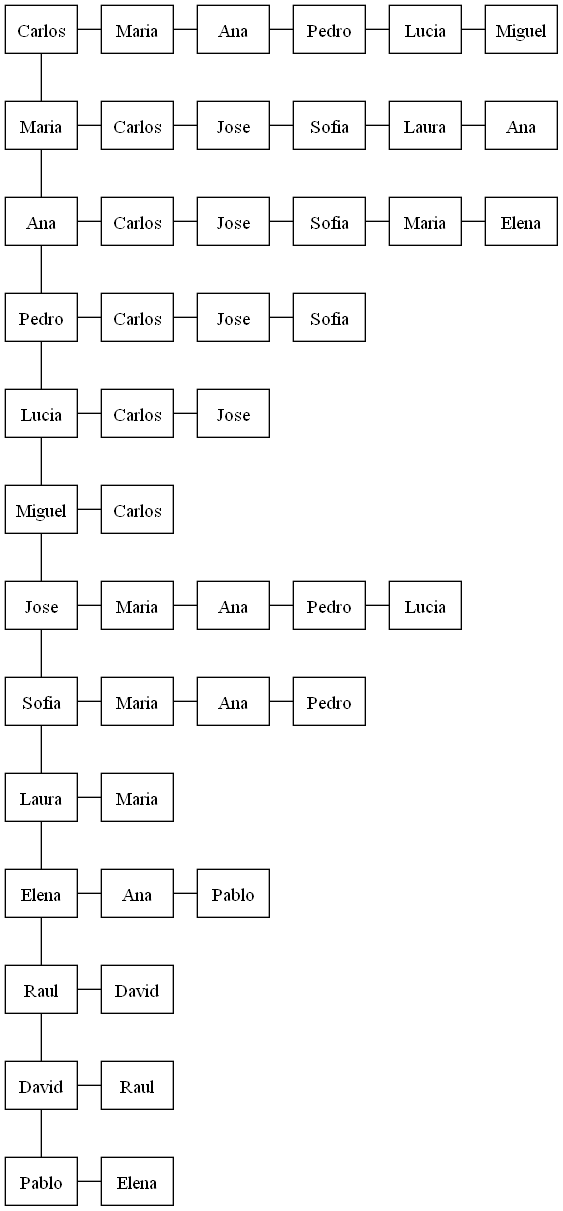 Carlos Maria Ana Pedro Lucia Miguel
Maria Carlos Jose Sofia Laura Ana
Ana Carlos Jose Sofia Maria Elena
Pedro Carlos Jose Sofia
Lucia Carlos Jose
Miguel Carlos
Jose Maria Ana Pedro Lucia
Sofia Maria Ana Pedro
Laura Maria
Elena Ana Pablo
Raul David
David Raul
Pablo Elena